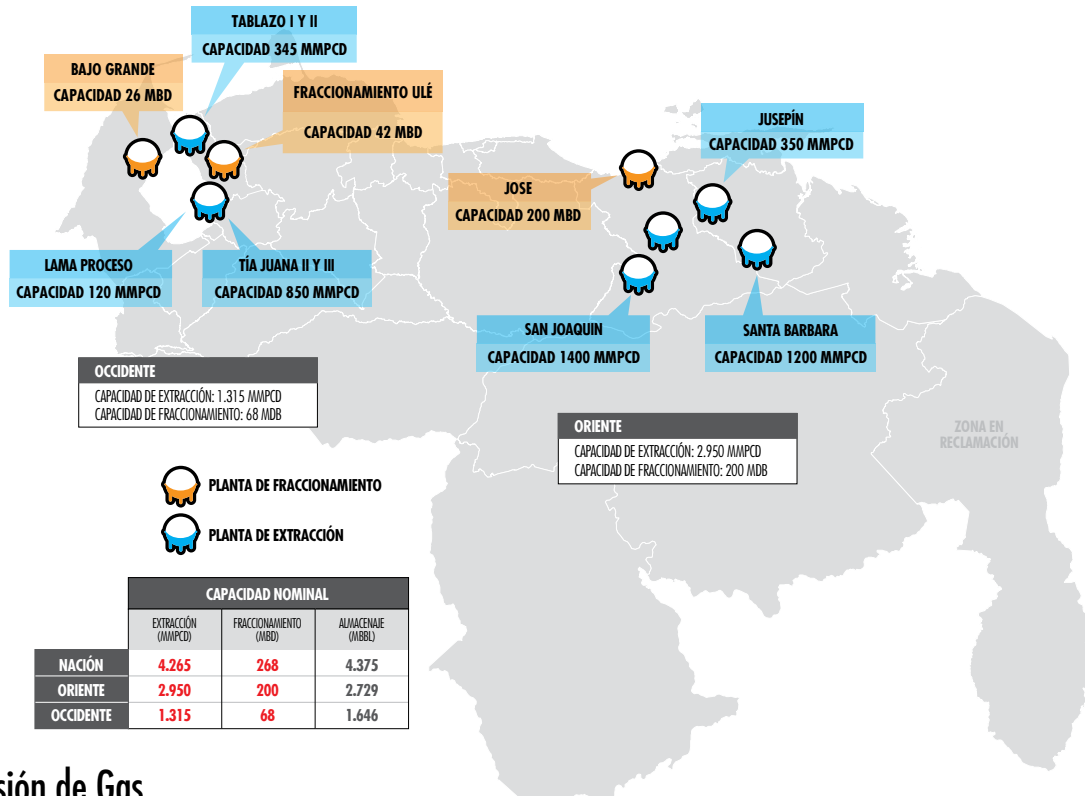 TABLAZO I Y II
CAPACIDAD 345 MMPCD
BAJO GRANDE
CAPACIDAD 26 MBD
FRACCIONAMIENTO ULÉ
CAPACIDAD 42 MBD
JUSEPÍN
CAPACIDAD 350 MMPCD
JOSE
CAPACIDAD 200 MBD
LAMA PROCESO
CAPACIDAD 120 MMPCD
TÍA JUANA II Y III
CAPACIDAD 850 MMPCD
SAN JOAQUIN
CAPACIDAD 1400 MMPCD
SANTA BARBARA
CAPACIDAD 1200 MMPCD
OCCIDENTE
CAPACIDAD DE EXTRACCIÓN: 1.315 MMPCD
CAPACIDAD DE FRACCIONAMIENTO: 68 MDB
ORIENTE
CAPACIDAD DE EXTRACCIÓN: 2.950 MMPCD
CAPACIDAD DE FRACCIONAMIENTO: 200 MDB
ZONA EN
RECLAMACIÓN
PLANTA DE FRACCIONAMIENTO
PLANTA DE EXTRACCIÓN
CAPACIDAD NOMINAL
EXTRACCIÓN (MMPCD) FRACCIONAMIENTO (MBD) ALMACENAJE (MBBL)
NACIÓN 4.265 268 4.375
ORIENTE 2.950 200 2.729
OCCIDENTE 1.315 68 1.646
sión de Gas